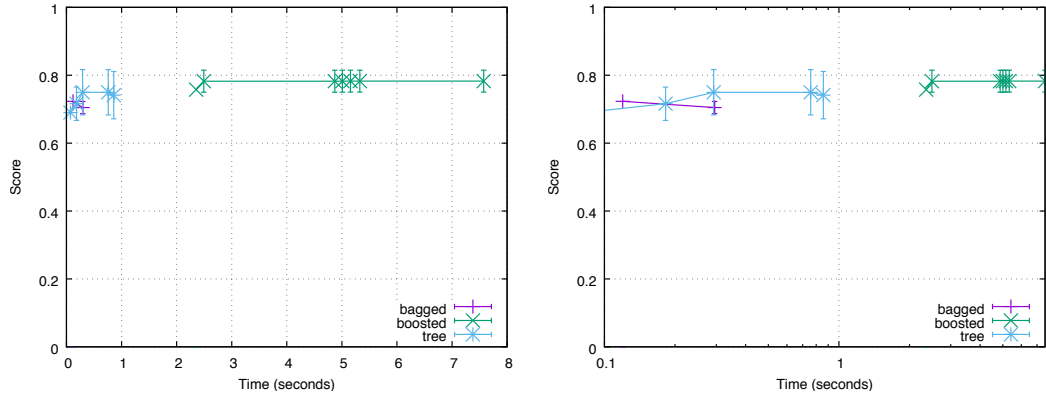 1
0.8
0.6
0.4
0.2
0
Score
0 1 2 3 4 5 6 7 8
Time (seconds)
bagged
boosted
tree
1
0.8
0.6
0.4
0.2
0
Score
0.1 1
Time (seconds)
bagged
boosted
tree